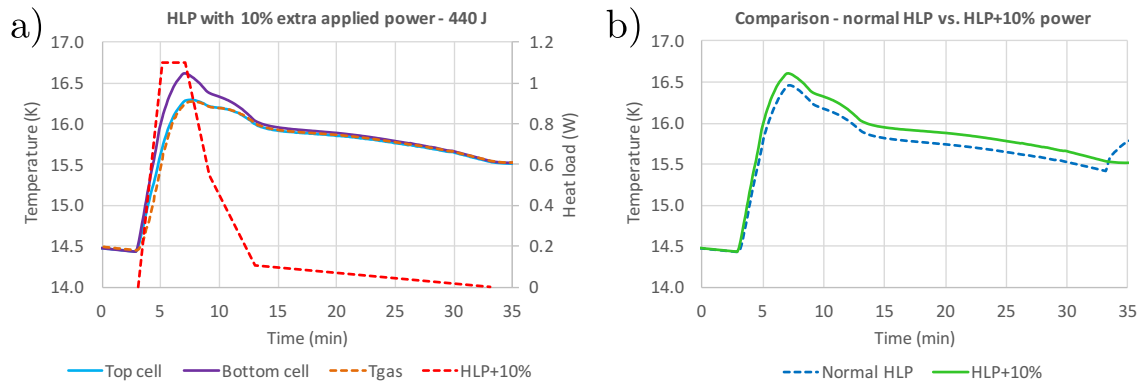 a)
HLP with 10% extra applied power - 440 J
17.0
16.5
16.0
15.5
15.0
14.5
14.0
Temperature (K)
1.2
1
0.8
0.6
0.4
0.2
0
Heat load (W)
0 5 10 15 20 25 30 35
Time (min)
Top cell Bottom cell Tgas HLP+10%
b)
Comparison - normal HLP vs. HLP+10% power
17.0
16.5
16.0
15.5
15.0
14.5
14.0
Temperature (K)
0 5 10 15 20 25 30 35
Time (min)
Normal HLP HLP+10%